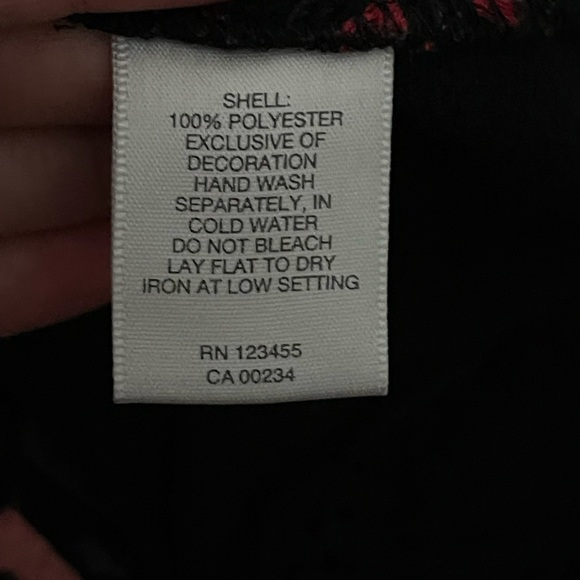 SHELL:
100% POLYESTER
EXCLUSIVE OF
DECORATION
HAND WASH
SEPARATELY, IN
COLD WATER
DO NOT BLEACH
LAY FLAT TO DRY
IRON AT LOW SETTING
RN 123455
CA 00234